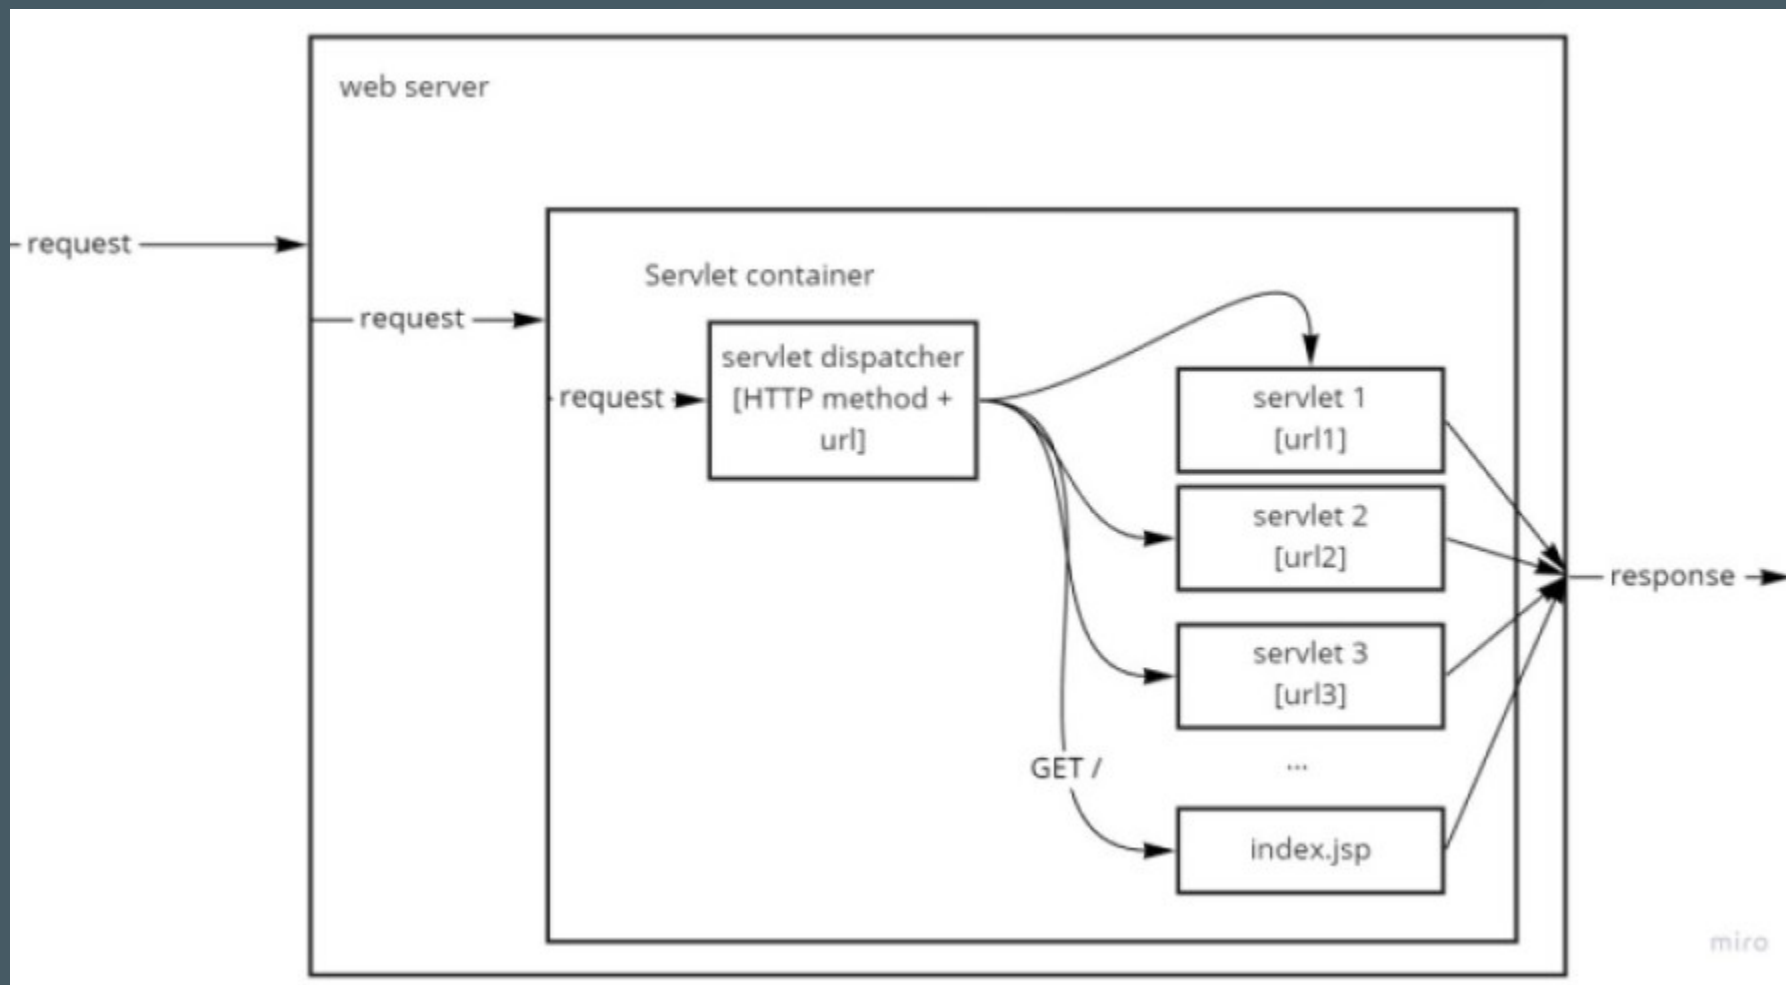 web server
request
Servlet container
request
servlet dispatcher
[HTTP method +
url]
request
servlet 1
[url1]
servlet 2
[url2]
response
servlet 3
[url3]
GET /
...
index.jsp
miro